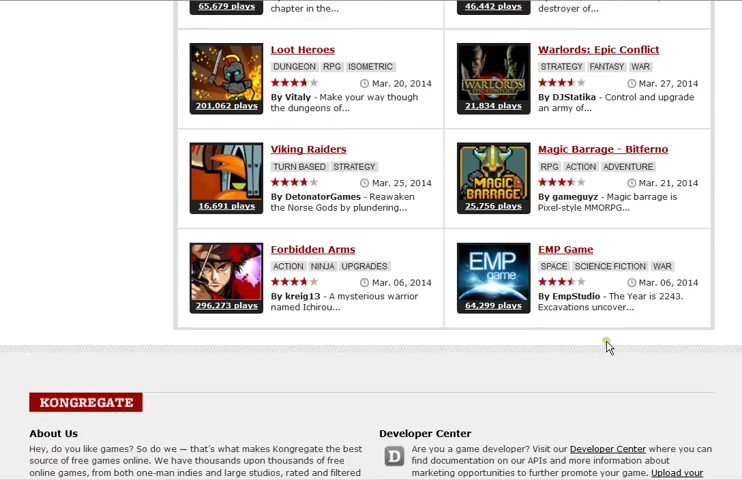 65,679 plays
chapter in the...
46,442 plays
destroyer of...
Loot Heroes
DUNGEON RPG ISOMETRIC
Mar. 20, 2014
By Vitaly - Make your way though
the dungeons of...
201,062 plays
Warlords: Epic Conflict
STRATEGY FANTASY WAR
Mar. 27, 2014
By DJStatika - Control and upgrade
an army of...
WARLORDS
21,834 plays
Viking Raiders
TURN BASED STRATEGY
Mar. 25, 2014
By DetonatorGames - Reawaken
the Norse Gods by plundering...
16,691 plays
Magic Barrage - Bitferno
RPG ACTION ADVENTURE
Mar. 21, 2014
By gameguyz - Magic barrage is
Pixel-style MMORPG...
MAGIC
BARRAGE
25,756 plays
Forbidden Arms
ACTION NINJA UPGRADES
Mar. 06, 2014
By kreig13 - A mysterious warrior
named Ichirou...
296,273 plays
EMP Game
SPACE SCIENCE FICTION WAR
Mar. 06, 2014
By EmpStudio - The Year is 2243.
Excavations uncover...
EMP
game
64,299 plays
KONGREGATE
About Us
Hey, do you like games? So do we — that's what makes Kongregate the best
source of free games online. We have thousands upon thousands of free
online games, from both one-man indies and large studios, rated and filtered
Developer Center
D
Are you a game developer? Visit our Developer Center where you can
find documentation on our APIs and more information about
marketing opportunities to further promote your game. Upload your